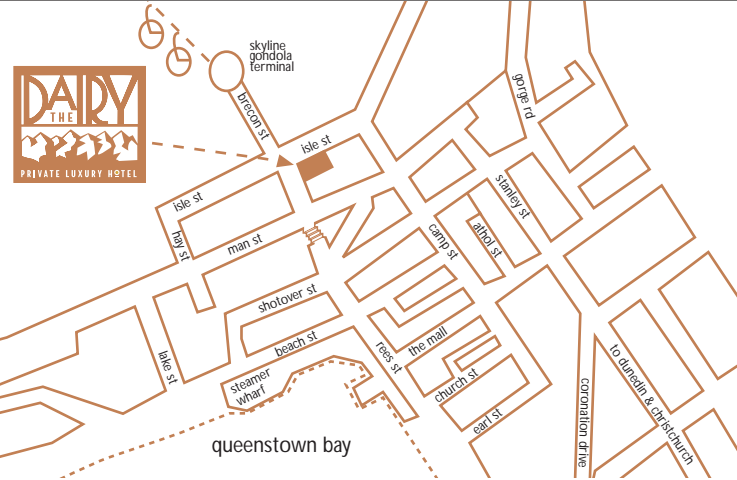 skyline
gondola
terminal
DAIRY
THE
PRIVATE LUXURY HOTEL
brecon st
isle st
gorge rd
isle st
hay st
man st
stanley st
athol st
camp st
shotover st
beach st
lake st
steamer
wharf
rees st
the mall
church st
earl st
coronation drive
to dunedin & christchurch
queenstown bay